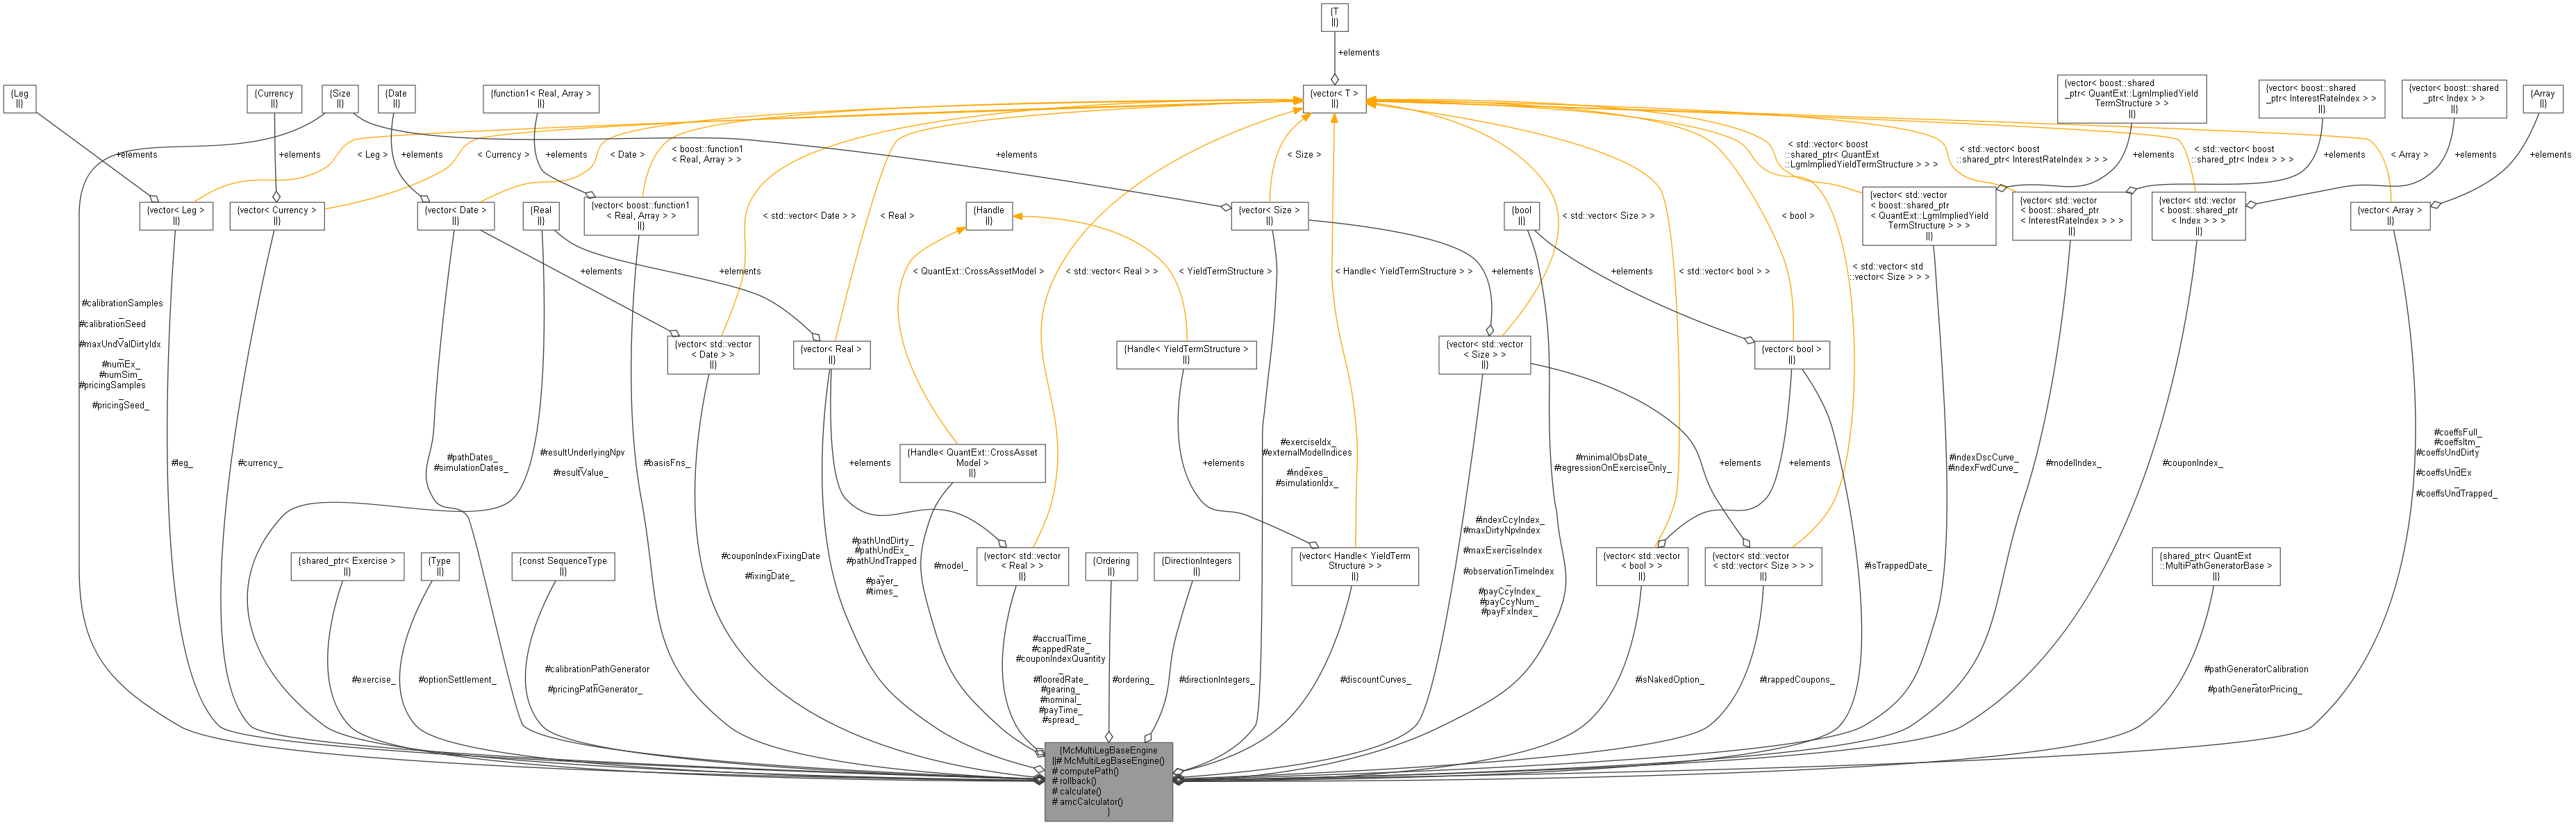 {T
||}
+elements
{Leg
||}
{Currency
||}
{Size
||}
{Date
||}
{function1< Real, Array >
||}
{vector< T >
||}
{vector< boost::shared
_ptr< QuantExt::LgmImpliedYield
TermStructure > >
||}
{vector< boost::shared
_ptr< InterestRateIndex > >
||}
{vector< boost::shared
_ptr< Index > >
||}
{Array
||}
+elements
< Leg >
+elements
< Currency >
+elements
< Date >
+elements
< boost::function1
< Real, Array > >
+elements
< Size >
< std::vector< boost
::shared_ptr< QuantExt
::LgmImpliedYieldTermStructure > > >
+elements
< std::vector< boost
::shared_ptr< InterestRateIndex > > >
+elements
< std::vector< boost
::shared_ptr< Index > > >
+elements
< Array >
+elements
{vector< Leg >
||}
{vector< Currency >
||}
{vector< Date >
||}
{Real
||}
{vector< boost::function1
< Real, Array > >
||}
< std::vector< Date > >
< Real >
{Handle
||}
{vector< Size >
||}
{bool
||}
< std::vector< Size > >
< bool >
{vector< std::vector
< boost::shared_ptr
< QuantExt::LgmImpliedYield
TermStructure > > >
||}
{vector< std::vector
< boost::shared_ptr
< InterestRateIndex > > >
||}
{vector< std::vector
< boost::shared_ptr
< Index > >
||}
{vector< Array >
||}
+elements
+elements
< QuantExt::CrossAssetModel >
< std::vector< Real > >
< YieldTermStructure >
< Handle< YieldTermStructure > >
+elements
+elements
< std::vector< bool > >
< std::vector< std
::vector< Size > > >
#calibrationSamples
_
#calibrationSeed
_
#maxUndValDirtyIdx
_
#numEx_
#numSim_
#pricingSamples
_
#pricingSeed_
{vector< std::vector
< Date > >
||}
{vector< Real >
||}
{Handle< YieldTermStructure >
||}
{vector< std::vector
< Size > >
||}
{vector< bool >
||}
#leg_
#currency_
#pathDates_
#simulationDates_
#resultUnderlyingNpv
_
#resultValue_
#basisFns_
+elements
{Handle< QuantExt::CrossAsset
Model >
||}
+elements
#exerciseIdx_
#externalModelIndices
_
#indexes_
#simulationIdx_
#minimalObsDate_
#regressionOnExerciseOnly_
+elements
+elements
#indexDscCurve_
#indexFwdCurve_
#modelIndex_
#couponIndex_
#coeffsFull_
#coeffsItm_
#coeffsUndDirty
_
#coeffsUndEx
_
#coeffsUndTrapped_
{shared_ptr< Exercise >
||}
{Type
||}
{const SequenceType
||}
#couponIndexFixingDate
_
#fixingDate_
#pathUndDirty_
#pathUndEx_
#pathUndTrapped
_
#payer_
#times_
#model_
{vector< std::vector
< Real > >
||}
{Ordering
||}
{DirectionIntegers
||}
{vector< Handle< YieldTerm
Structure > >
||}
#indexCcyIndex_
#maxDirtyNpvIndex
_
#maxExerciseIndex
_
#observationTimeIndex
_
#payCcyIndex_
#payCcyNum_
#payFxIndex_
{vector< std::vector
< bool > >
||}
{vector< std::vector
< std::vector< Size > > >
||}
#isTrappedDate_
{shared_ptr< QuantExt
::MultiPathGeneratorBase >
||}
#exercise_
#optionSettlement_
#calibrationPathGenerator
_
#pricingPathGenerator_
#accrualTime_
#cappedRate_
#couponIndexQuantity
_
#flooredRate_
#gearing_
#nominal_
#payTime_
#spread_
#ordering_
#directionIntegers_
#discountCurves_
#isNakedOption_
#trappedCoupons_
#pathGeneratorCalibration
_
#pathGeneratorPricing_
{McMultiLegBaseEngine
||# McMultiLegBaseEngine()
# computePath()
# rollback()
# calculate()
# amcCalculator()
}